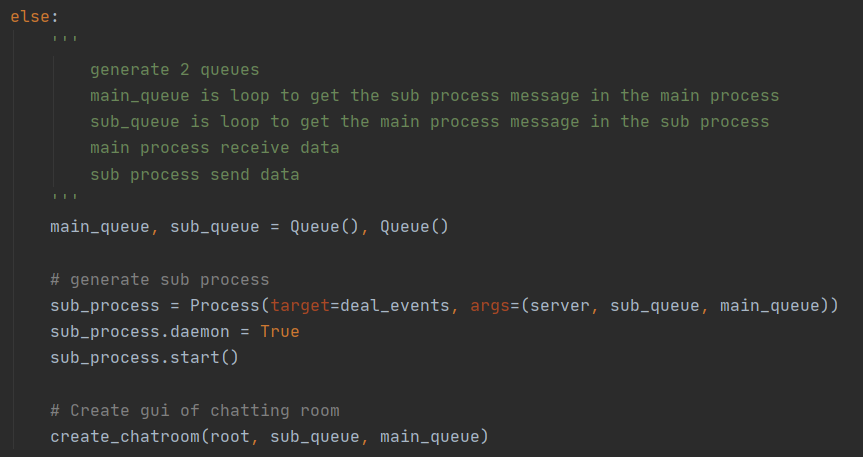 else:
'''
generate 2 queues
main_queue is loop to get the sub process message in the main process
sub_queue is loop to get the main process message in the sub process
main process receive data
sub process send data
'''
main_queue, sub_queue = Queue(), Queue()
# generate sub process
sub_process = Process(target=deal_events, args=(server, sub_queue, main_queue))
sub_process.daemon = True
sub_process.start()
# Create gui of chatting room
create_chatroom(root, sub_queue, main_queue)